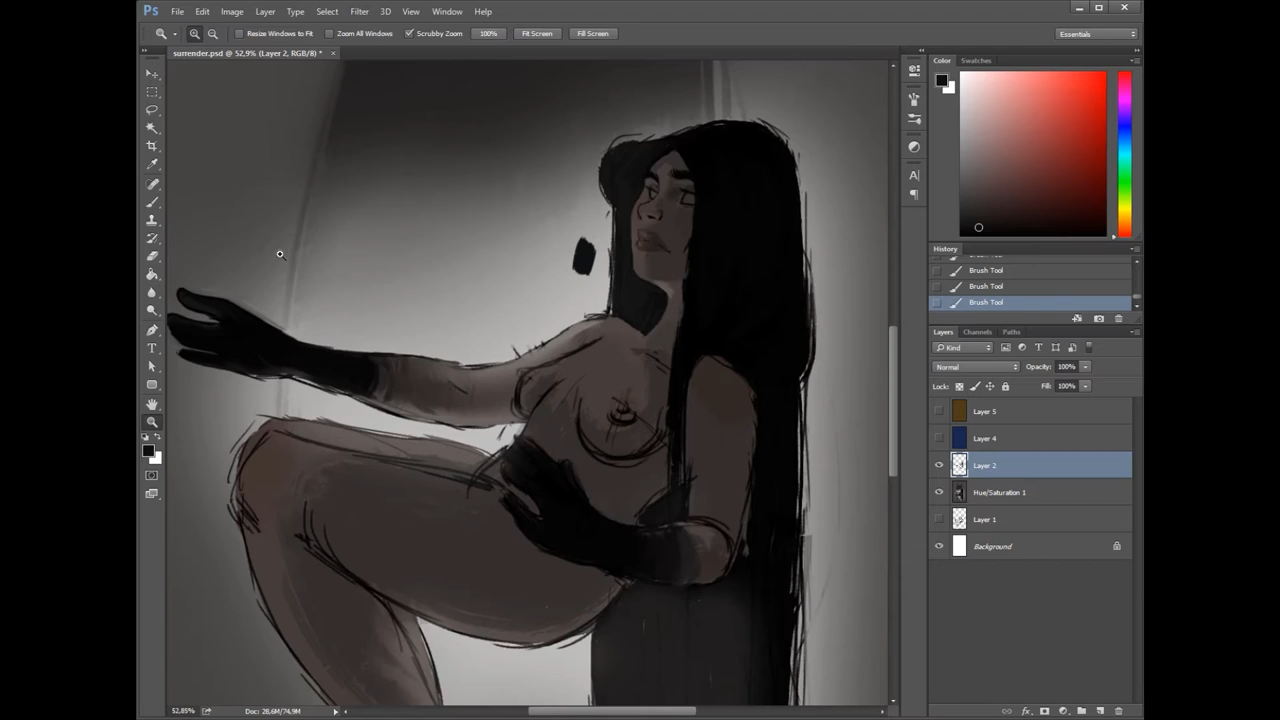 Ps File Edit Image Layer Type Select Filter 3D View Window Help
Resize Windows to Fit Zoom All Windows Scrubby Zoom 100% Fit Screen Fill Screen Essentials
surrender.psd @ 52,9% (Layer 2, RGB/8) * ×
Color Swatches
History
Brush Tool
Brush Tool
Brush Tool
Layers Channels Paths
Kind
Normal Opacity: 100%
Lock: Fill: 100%
Layer 5
Layer 4
Layer 2
Hue/Saturation 1
Layer 1
Background
52,85% Doc: 28,6M/74,9M